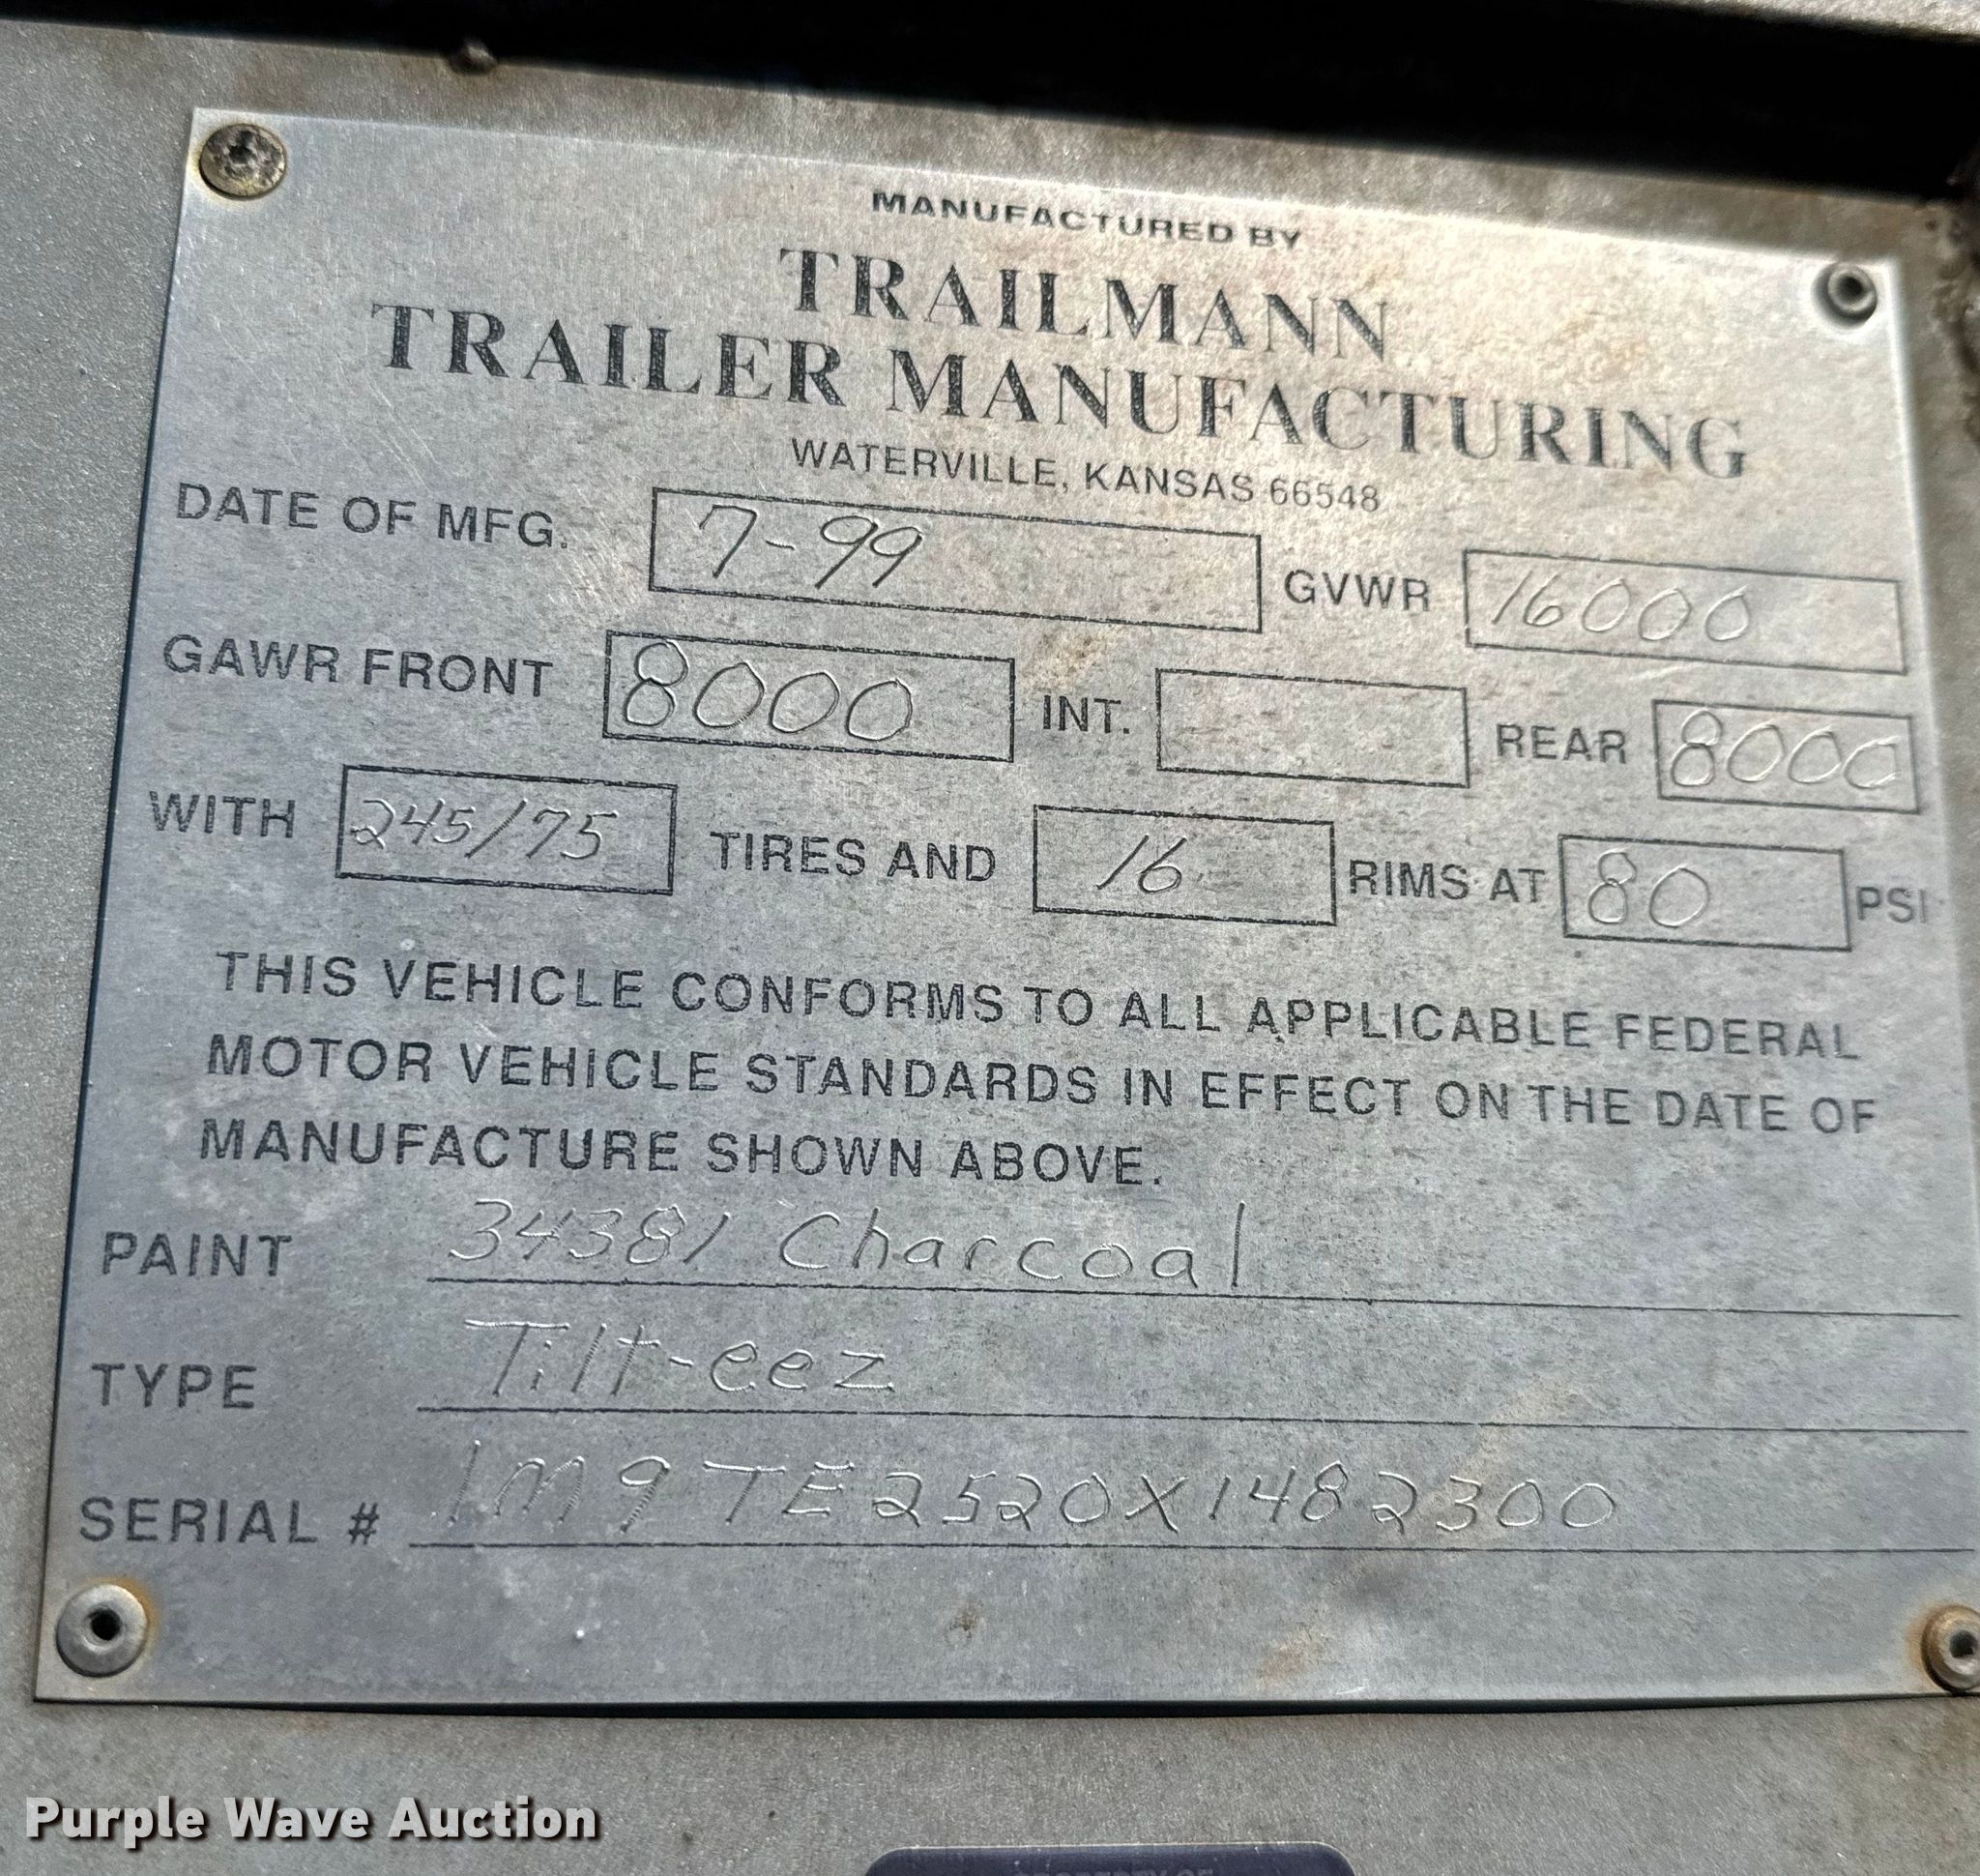 MANUFACTURED BY
TRAILMANN
TRAILER MANUFACTURING
WATERVILLE, KANSAS 66548
DATE OF MFG. 7-99 GVWR 16000
GAWR FRONT 8000 INT. REAR 8000
WITH 245/75 TIRES AND 16 RIMS AT 80 PSI
THIS VEHICLE CONFORMS TO ALL APPLICABLE FEDERAL
MOTOR VEHICLE STANDARDS IN EFFECT ON THE DATE OF
MANUFACTURE SHOWN ABOVE.
PAINT 34381 Charcoal
TYPE Tilt-eez
SERIAL # 1M9TE2520X1482300
Purple Wave Auction
PROPERTY OF